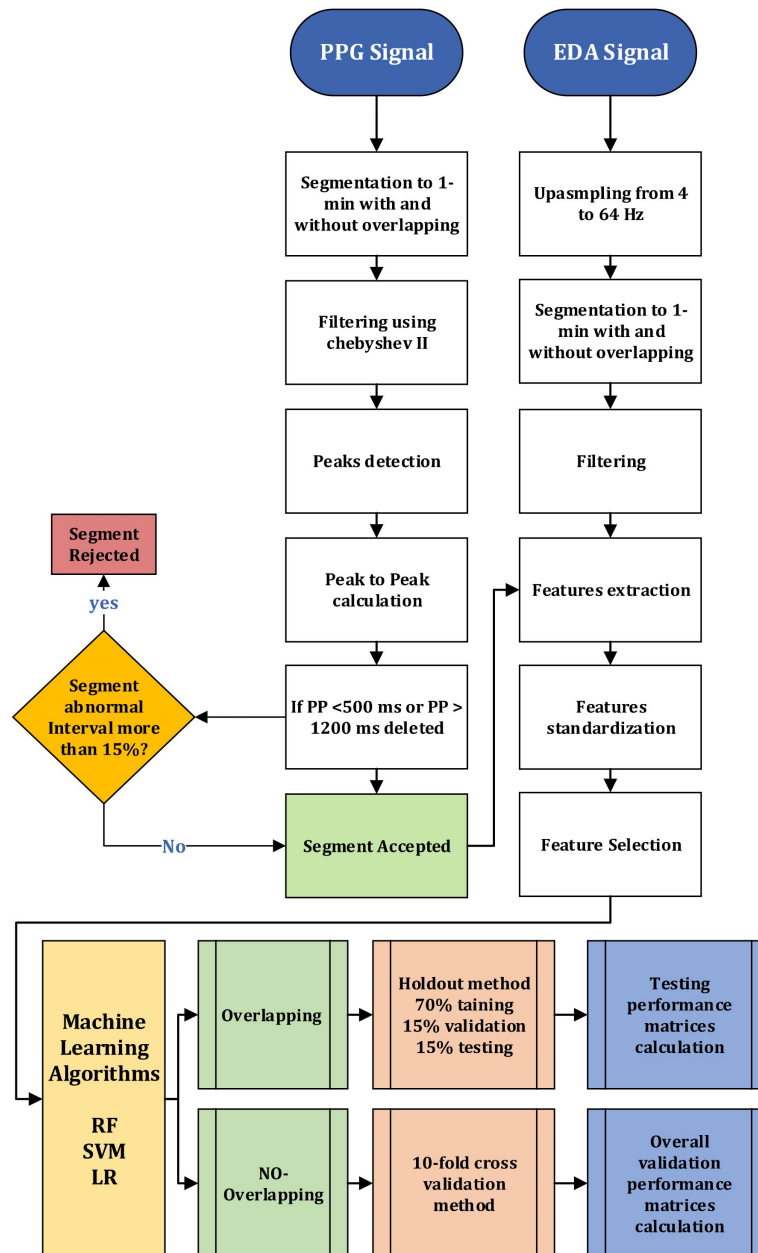 PPG Signal
EDA Signal
Segmentation to 1-
min with and
without overlapping
Upasmpling from 4
to 64 Hz
Filtering using
chebyshev II
Segmentation to 1-
min with and
without overlapping
Peaks detection
Filtering
Segment
Rejected
Peak to Peak
calculation
Features extraction
yes
Segment
abnormal
Interval more
than 15%?
If PP <500 ms or PP >
1200 ms deleted
Features
standardization
No
Segment Accepted
Feature Selection
Machine
Learning
Algorithms
RF
SVM
LR
Overlapping
Holdout method
70% taining
15% validation
15% testing
Testing
performance
matrices
calculation
NO-
Overlapping
10-fold cross
validation
method
Overall
validation
performance
matrices
calculation